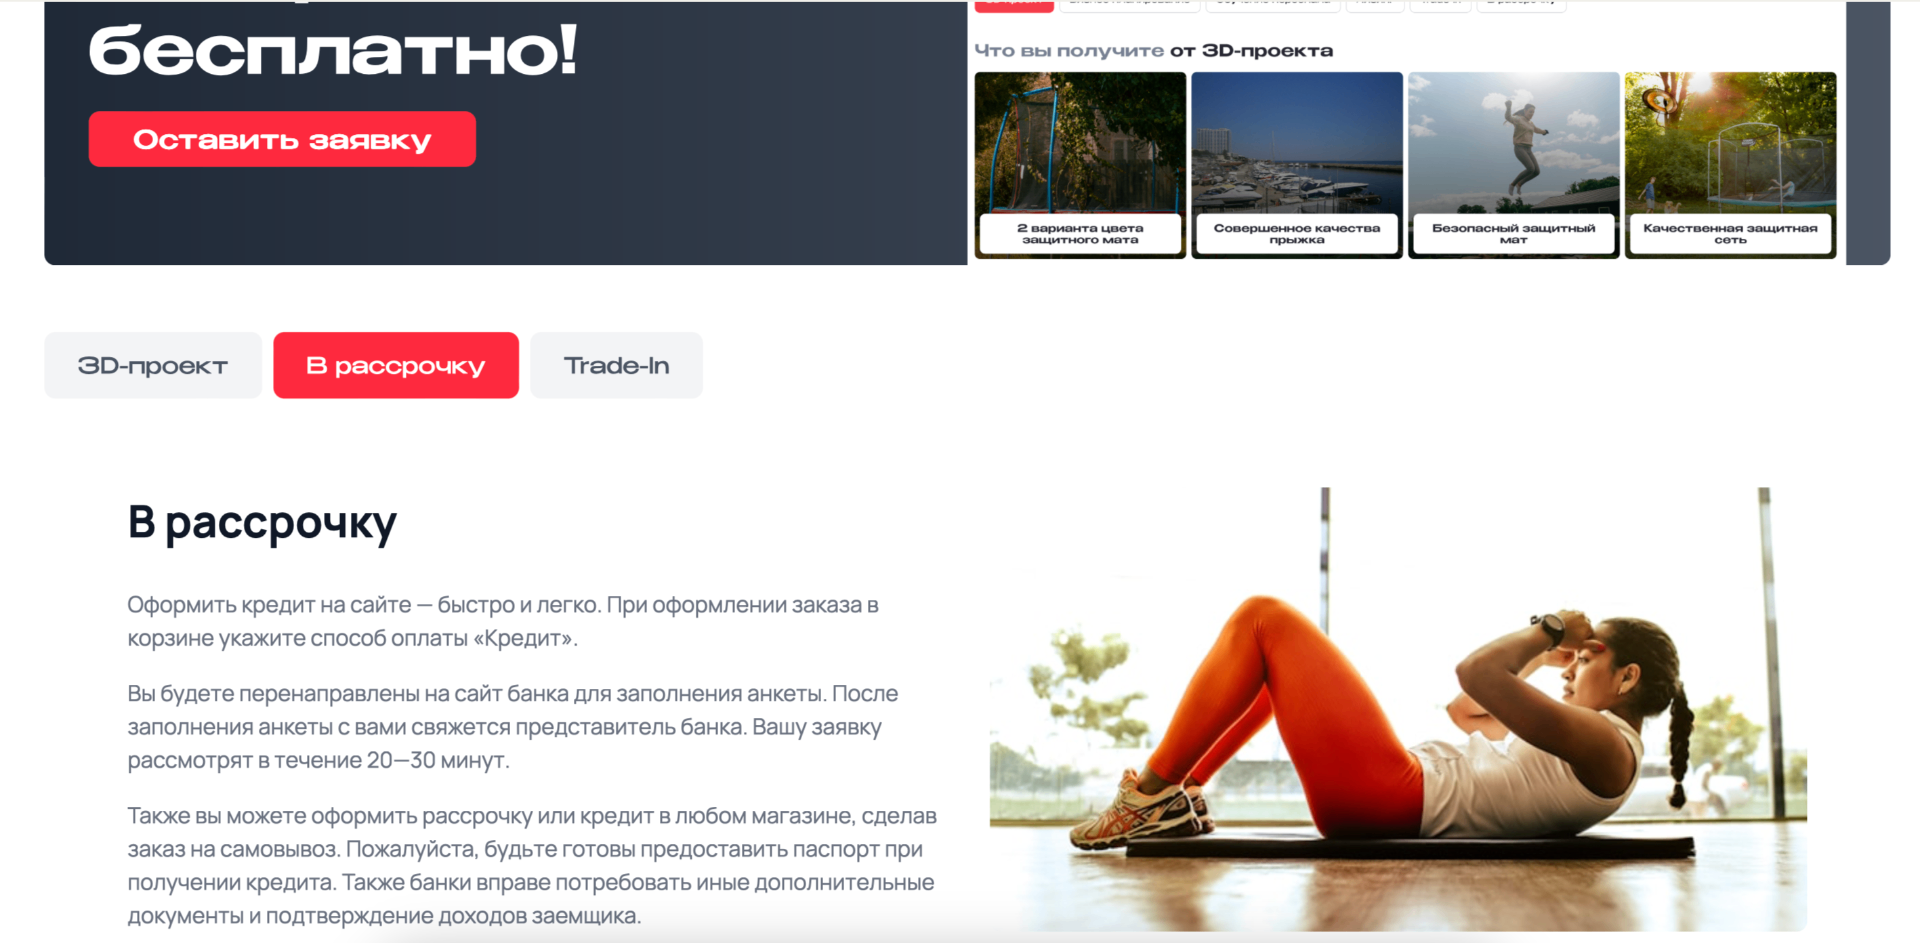 бесплатно!
Оставить заявку
Что вы получите от 3D-проекта
2 варианта цвета
защитного мата
Совершенное качества
прыжка
Безопасный защитный
мат
Качественная защитная
сеть
3D-проект
В рассрочку
Trade-In
В рассрочку
Оформить кредит на сайте — быстро и легко. При оформлении заказа в
корзине укажите способ оплаты «Кредит».
Вы будете перенаправлены на сайт банка для заполнения анкеты. После
заполнения анкеты с вами свяжется представитель банка. Вашу заявку
рассмотрят в течение 20—30 минут.
Также вы можете оформить рассрочку или кредит в любом магазине, сделав
заказ на самовывоз. Пожалуйста, будьте готовы предоставить паспорт при
получении кредита. Также банки вправе потребовать иные дополнительные
документы и подтверждение доходов заемщика.